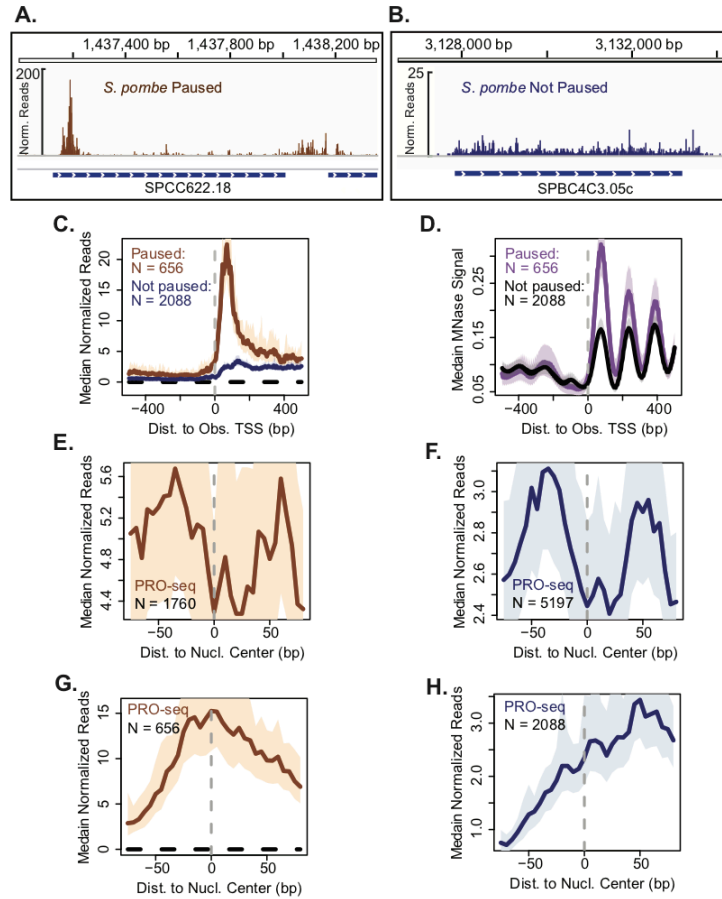 A.
1,437,400 bp 1,437,800 bp 1,438,200 bp
200
Norm. Reads
S. pombe Paused
SPCC622.18
B.
3,128,000 bp 3,132,000 bp
25
Norm. Reads
S. pombe Not Paused
SPBC4C3.05c
C.
Median Normalized Reads
20
15
10
5
0
Paused:
N = 656
Not paused:
N = 2088
−400 0 400
Dist. to Obs. TSS (bp)
D.
Medain MNase Signal
0.25
0.15
0.05
Paused:
N = 656
Not paused:
N = 2088
−400 0 400
Dist. to Obs. TSS (bp)
E.
Median Normalized Reads
5.6
5.2
4.8
4.4
PRO-seq
N = 1760
−50 0 50
Dist. to Nucl. Center (bp)
F.
Median Normalized Reads
3.0
2.8
2.6
2.4
PRO-seq
N = 5197
−50 0 50
Dist. to Nucl. Center (bp)
G.
Medain Normalized Reads
15
10
5
0
PRO-seq
N = 656
−50 0 50
Dist. to Nucl. Center (bp)
H.
Medain Normalized Reads
3.0
2.0
1.0
PRO-seq
N = 2088
−50 0 50
Dist. to Nucl. Center (bp)